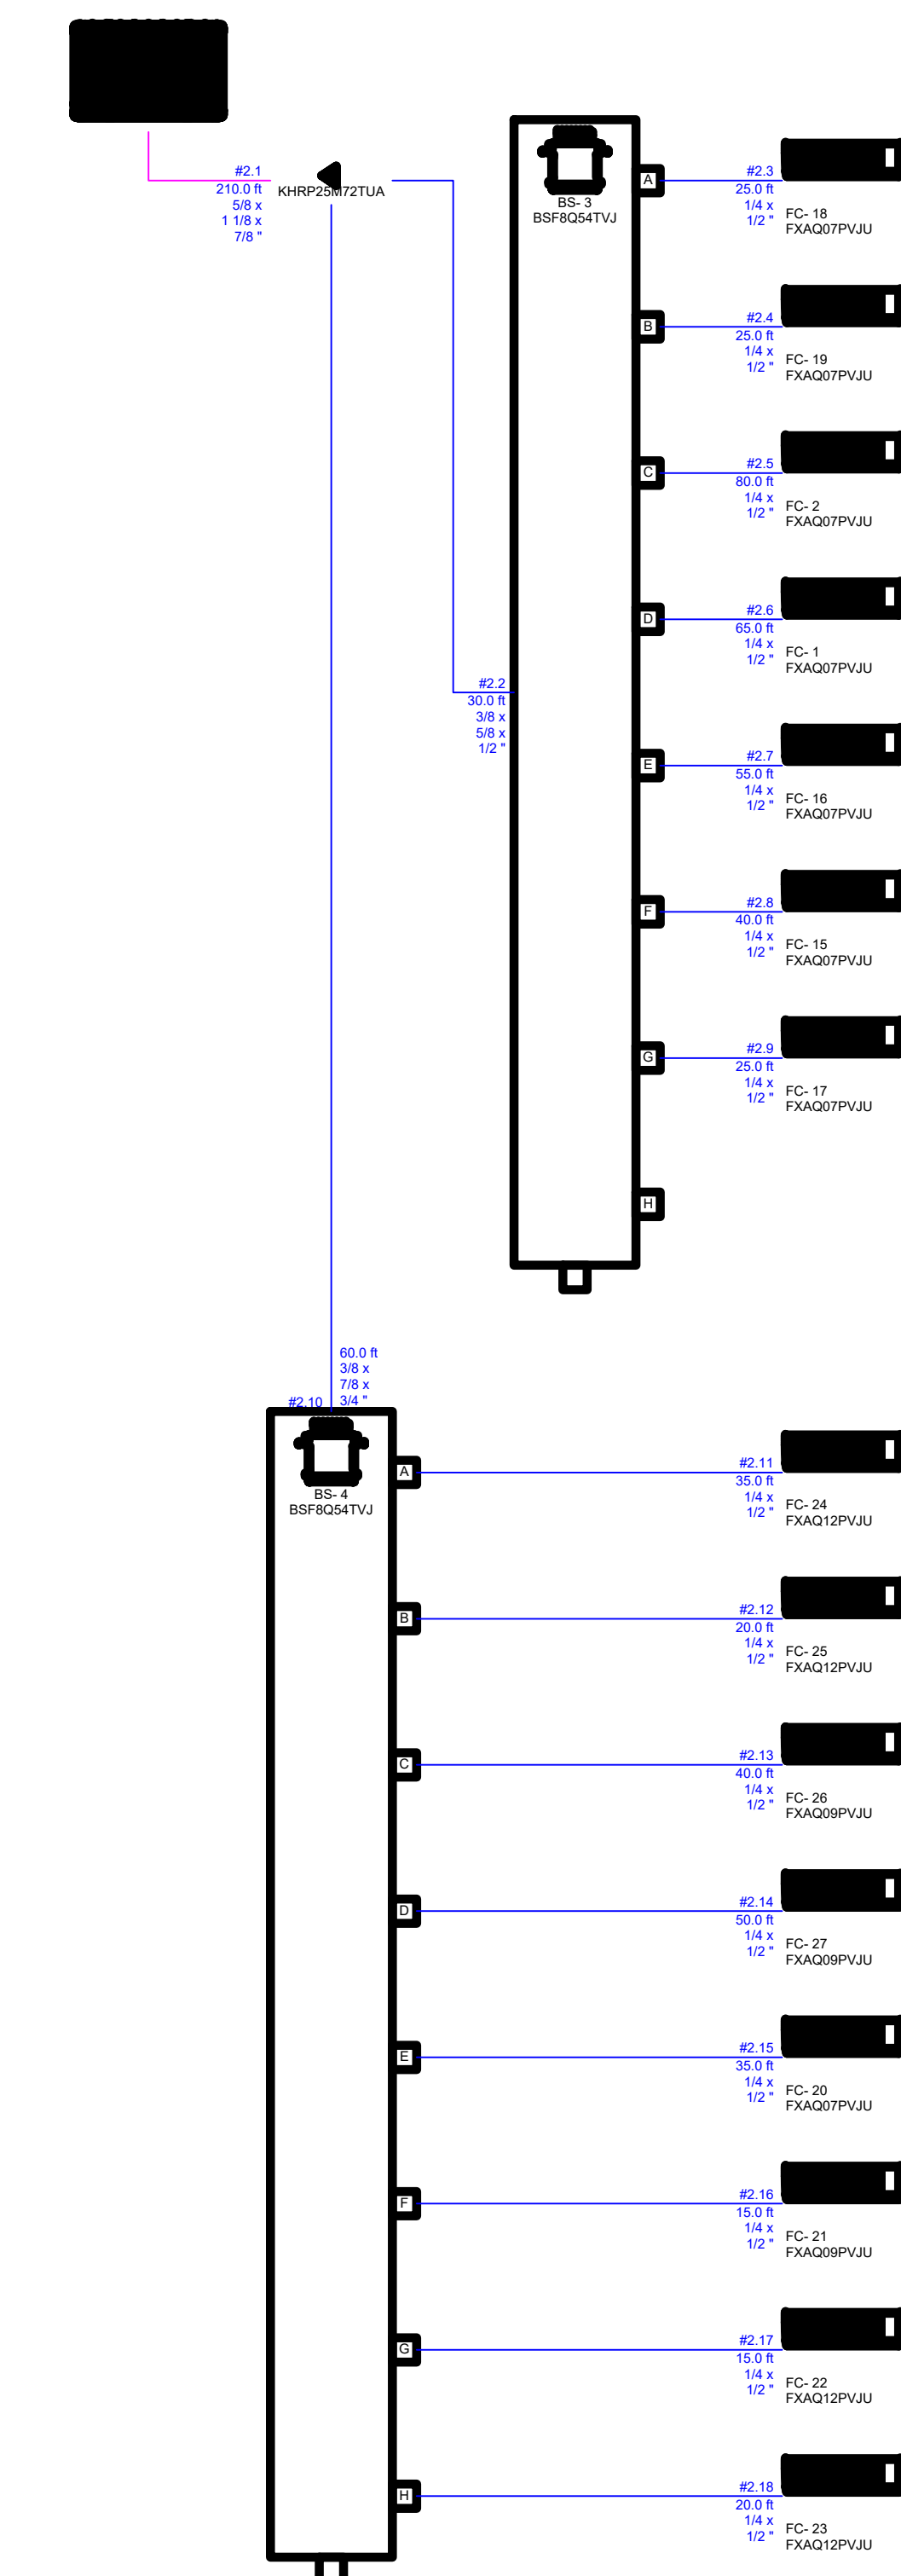 #2.1
210.0 ft
5/8 x
1 1/8 x
7/8 "
KHRP25M72TUA
BS- 3
BSF8Q54TVJ
A
#2.3
25.0 ft
1/4 x
1/2 "
FC- 18
FXAQ07PVJU
B
#2.4
25.0 ft
1/4 x
1/2 "
FC- 19
FXAQ07PVJU
C
#2.5
80.0 ft
1/4 x
1/2 "
FC- 2
FXAQ07PVJU
D
#2.6
65.0 ft
1/4 x
1/2 "
FC- 1
FXAQ07PVJU
#2.2
30.0 ft
3/8 x
5/8 x
1/2 "
E
#2.7
55.0 ft
1/4 x
1/2 "
FC- 16
FXAQ07PVJU
F
#2.8
40.0 ft
1/4 x
1/2 "
FC- 15
FXAQ07PVJU
G
#2.9
25.0 ft
1/4 x
1/2 "
FC- 17
FXAQ07PVJU
H
#2.10
60.0 ft
3/8 x
7/8 x
3/4 "
BS- 4
BSF8Q54TVJ
A
#2.11
35.0 ft
1/4 x
1/2 "
FC- 24
FXAQ12PVJU
B
#2.12
20.0 ft
1/4 x
1/2 "
FC- 25
FXAQ12PVJU
C
#2.13
40.0 ft
1/4 x
1/2 "
FC- 26
FXAQ09PVJU
D
#2.14
50.0 ft
1/4 x
1/2 "
FC- 27
FXAQ09PVJU
E
#2.15
35.0 ft
1/4 x
1/2 "
FC- 20
FXAQ07PVJU
F
#2.16
15.0 ft
1/4 x
1/2 "
FC- 21
FXAQ09PVJU
G
#2.17
15.0 ft
1/4 x
1/2 "
FC- 22
FXAQ12PVJU
H
#2.18
20.0 ft
1/4 x
1/2 "
FC- 23
FXAQ12PVJU